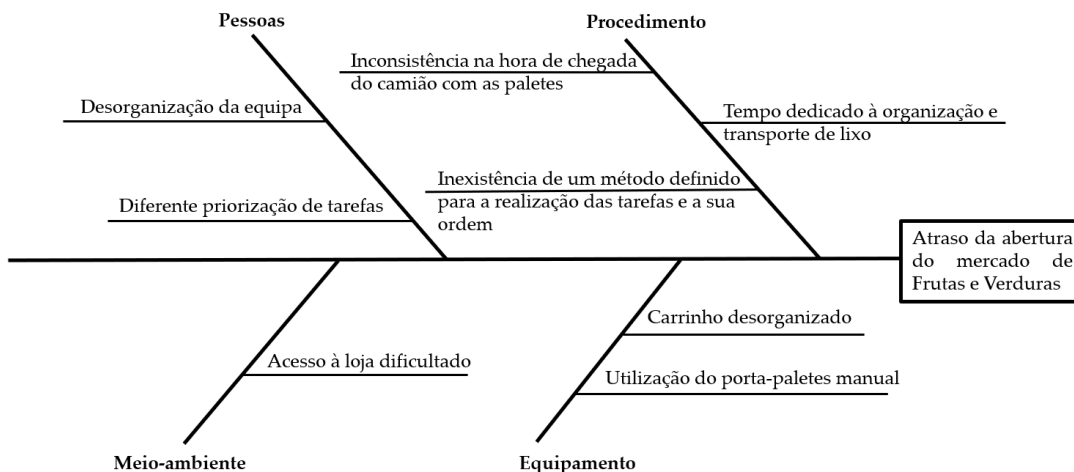 Pessoas
Procedimento
Inconsistência na hora de chegada
do camião com as paletes
Desorganização da equipa
Tempo dedicado à organização e
transporte de lixo
Inexistência de um método definido
para a realização das tarefas e a sua
ordem
Diferente priorização de tarefas
Atraso da abertura
do mercado de
Frutas e Verduras
Carrinho desorganizado
Acesso à loja dificultado
Utilização do porta-paletes manual
Meio-ambiente
Equipamento